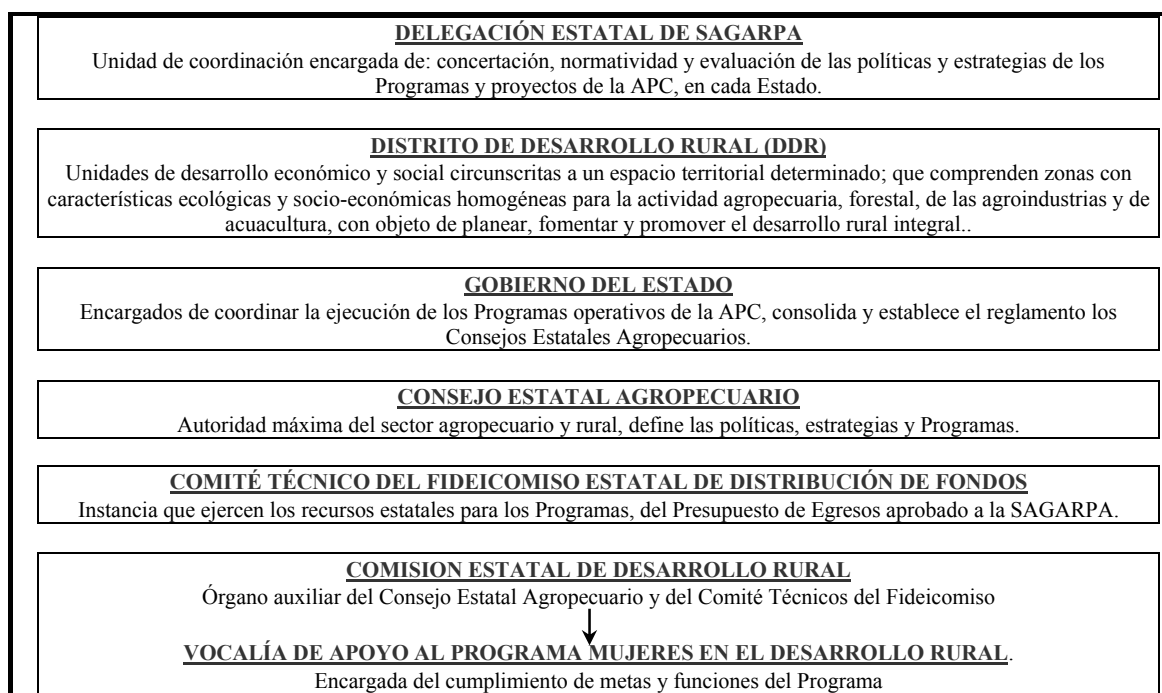 DELEGACIÓN ESTATAL DE SAGARPA
Unidad de coordinación encargada de: concertación, normatividad y evaluación de las políticas y estrategias de los
Programas y proyectos de la APC, en cada Estado.
DISTRITO DE DESARROLLO RURAL (DDR)
Unidades de desarrollo económico y social circunscritas a un espacio territorial determinado; que comprenden zonas con
características ecológicas y socio-económicas homogéneas para la actividad agropecuaria, forestal, de las agroindustrias y de
acuacultura, con objeto de planear, fomentar y promover el desarrollo rural integral..
GOBIERNO DEL ESTADO
Encargados de coordinar la ejecución de los Programas operativos de la APC, consolida y establece el reglamento los
Consejos Estatales Agropecuarios.
CONSEJO ESTATAL AGROPECUARIO
Autoridad máxima del sector agropecuario y rural, define las políticas, estrategias y Programas.
COMITÉ TÉCNICO DEL FIDEICOMISO ESTATAL DE DISTRIBUCIÓN DE FONDOS
Instancia que ejercen los recursos estatales para los Programas, del Presupuesto de Egresos aprobado a la SAGARPA.
COMISION ESTATAL DE DESARROLLO RURAL
Órgano auxiliar del Consejo Estatal Agropecuario y del Comité Técnicos del Fideicomiso
VOCALÍA DE APOYO AL PROGRAMA MUJERES EN EL DESARROLLO RURAL.
Encargada del cumplimiento de metas y funciones del Programa